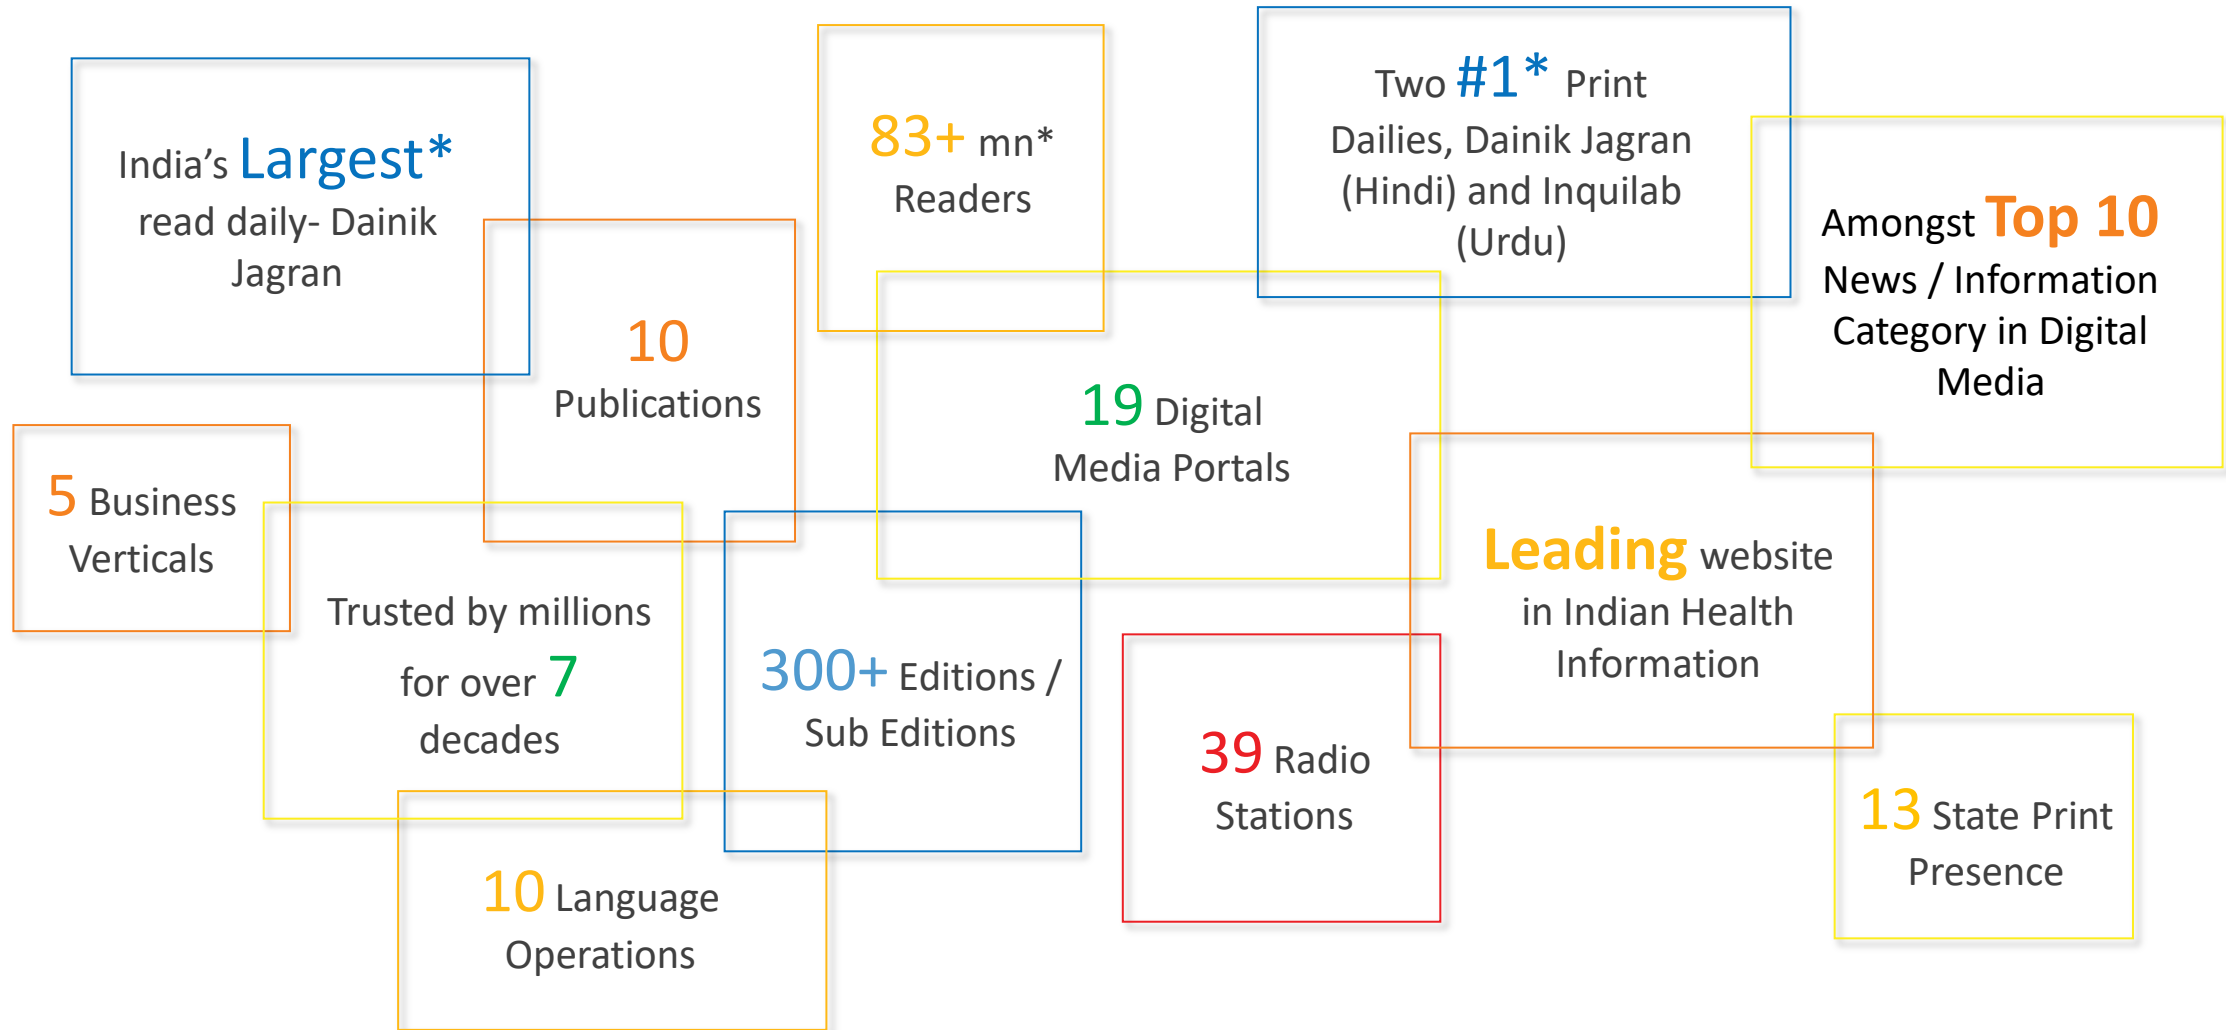 India’s Largest*
read daily- Dainik
Jagran
10
Publications
83+ mn*
Readers
Two #1* Print
Dailies, Dainik Jagran
(Hindi) and Inquilab
(Urdu)
Amongst Top 10
News / Information
Category in Digital
Media
5 Business
Verticals
Trusted by millions
for over 7
decades
19 Digital
Media Portals
300+ Editions /
Sub Editions
Leading website
in Indian Health
Information
39 Radio
Stations
13 State Print
Presence
10 Language
Operations